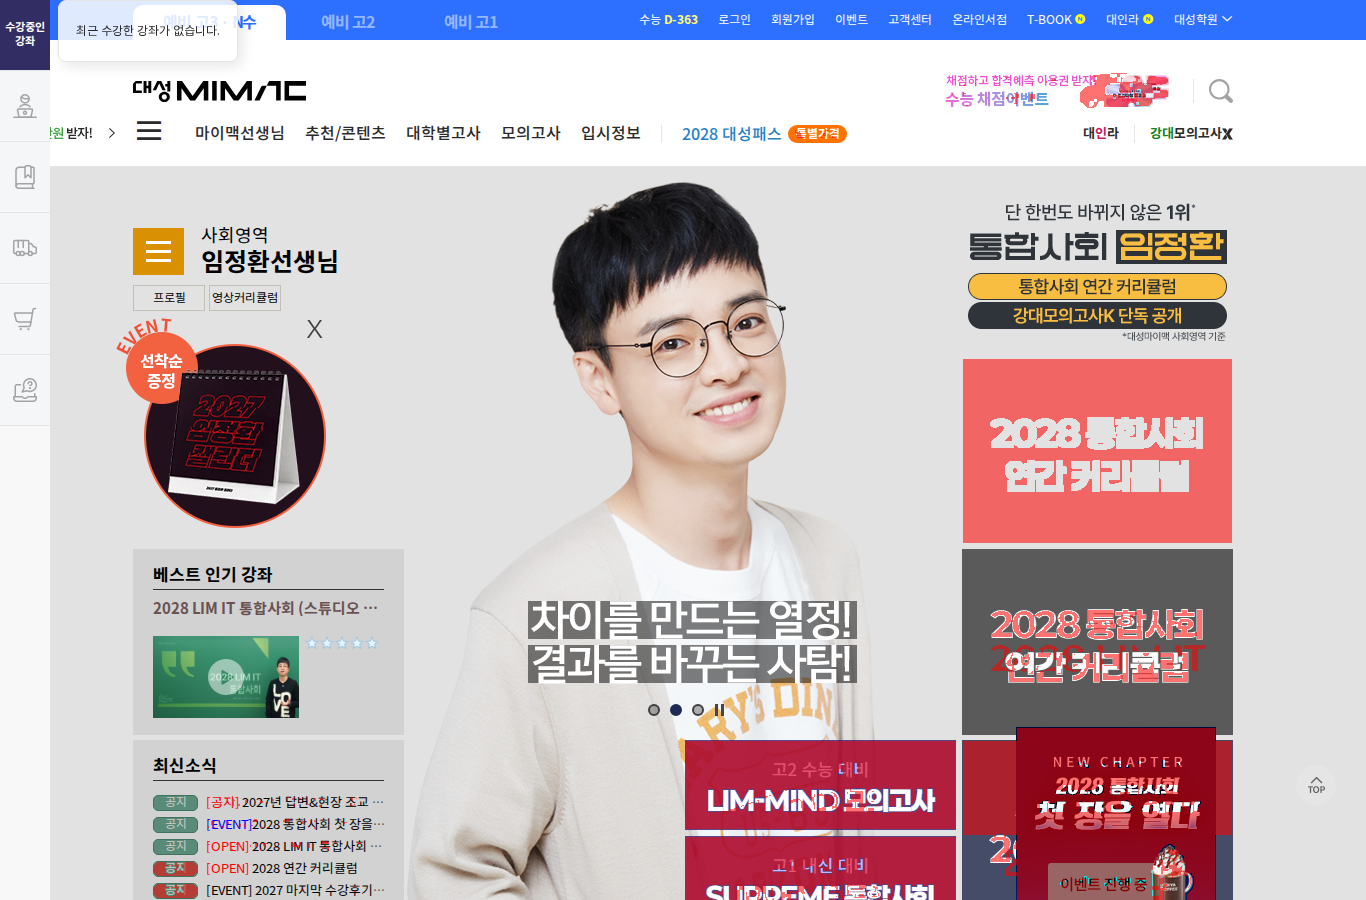 수강중인
강좌
최근 수강한 강좌가 없습니다.
예비 고2
예비 고1
수능 D-363
로그인
회원가입
이벤트
고객센터
온라인서점
T-BOOK N
대인라 N
대성학원
대성 MIMAC
채점하고 합격예측 이용권 받자
수능 채점이벤트
받자!
마이맥선생님
추천/콘텐츠
대학별고사
모의고사
입시정보
2028 대성패스
특별가격
대인라
강대모의고사X
사회영역
임정환선생님
프로필
영상커리큘럼
X
EVENT
선착순
증정
2027
임정환
캘린더
단 한번도 바뀌지 않은 1위*
통합사회 임정환
통합사회 연간 커리큘럼
강대모의고사K 단독 공개
*대성마이맥 사회영역 기준
2028 통합사회
연간 커리큘럼
2028 통합사회
연간 커리큘럼
차이를 만드는 열정!
결과를 바꾸는 사탐!
베스트 인기 강좌
2028 LIM IT 통합사회 (스튜디오 …
2028 LIM IT
통합사회
LOVE
최신소식
공지 [공지] 2027년 답변&현장 조교 …
공지 [EVENT]2028 통합사회 첫 장을…
공지 [OPEN] 2028 LIM IT 통합사회 …
공지 [OPEN] 2028 연간 커리큘럼
공지 [EVENT] 2027 마지막 수강후기…
고2 수능 대비
LIM-MIND 모의고사
고1 내신 대비
SUPREME 통합사회
NEW CHAPTER
2028 통합사회
첫 장을 열다
이벤트 진행 중
TOP